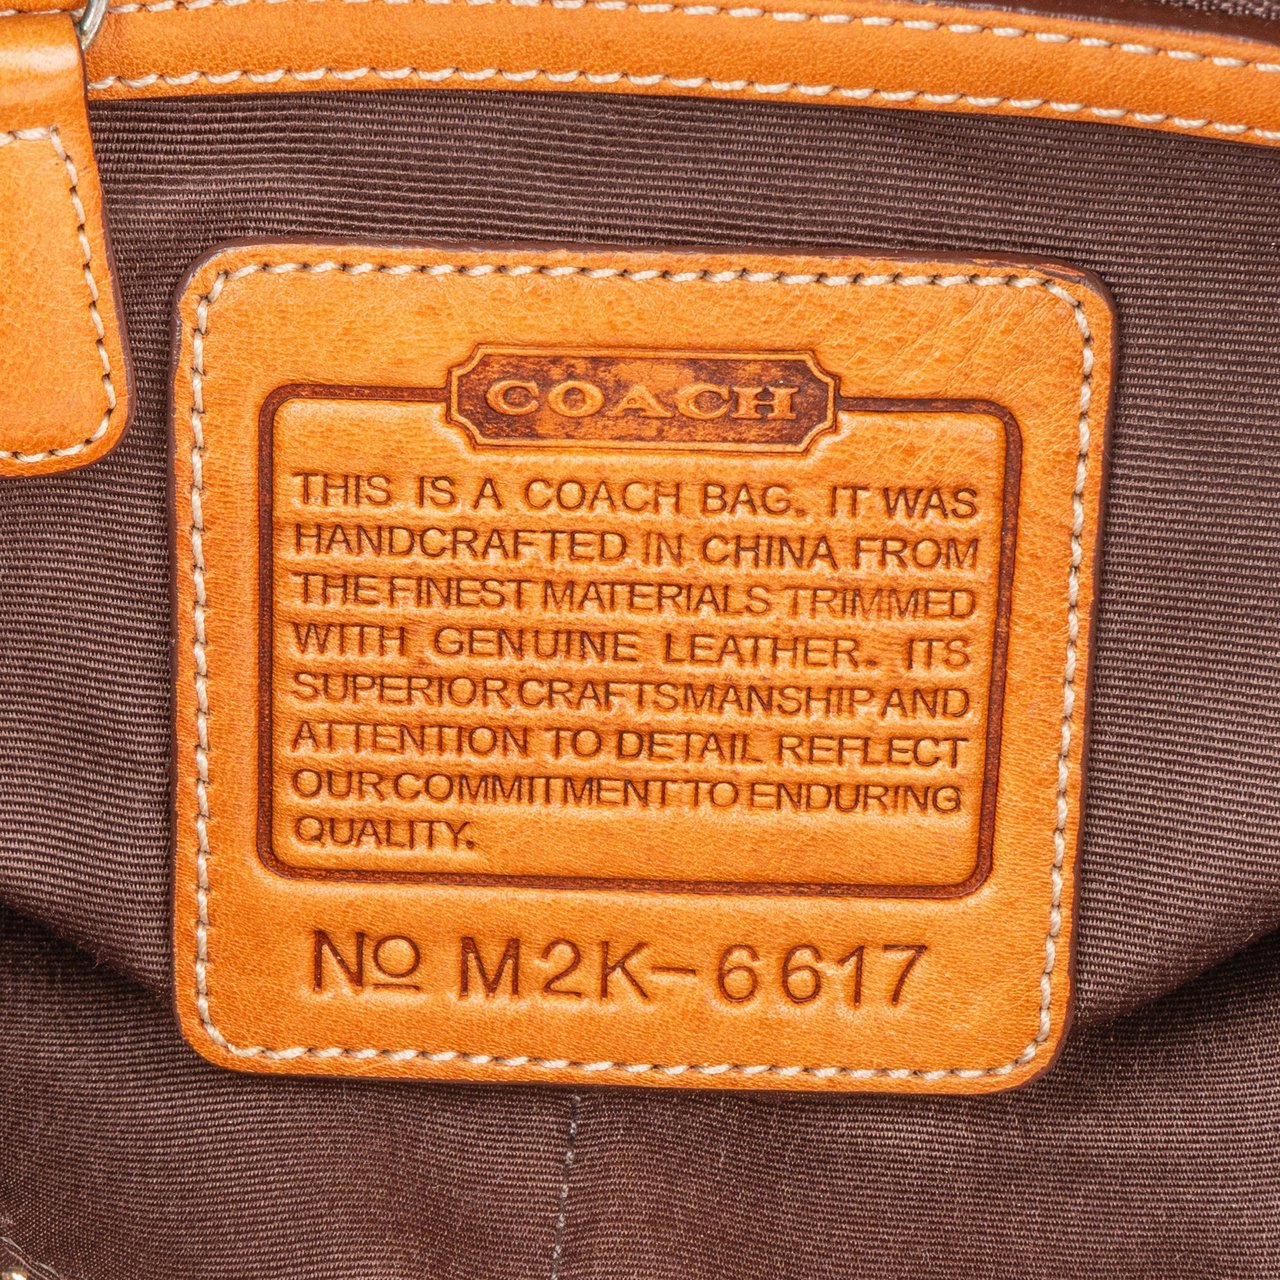 COACH
THIS IS A COACH BAG. IT WAS
HANDCRAFTED IN CHINA FROM
THE FINEST MATERIALS TRIMMED
WITH GENUINE LEATHER. ITS
SUPERIOR CRAFTSMANSHIP AND
ATTENTION TO DETAIL REFLECT
OUR COMMITMENT TO ENDURING
QUALITY.
Nº M2K-6617